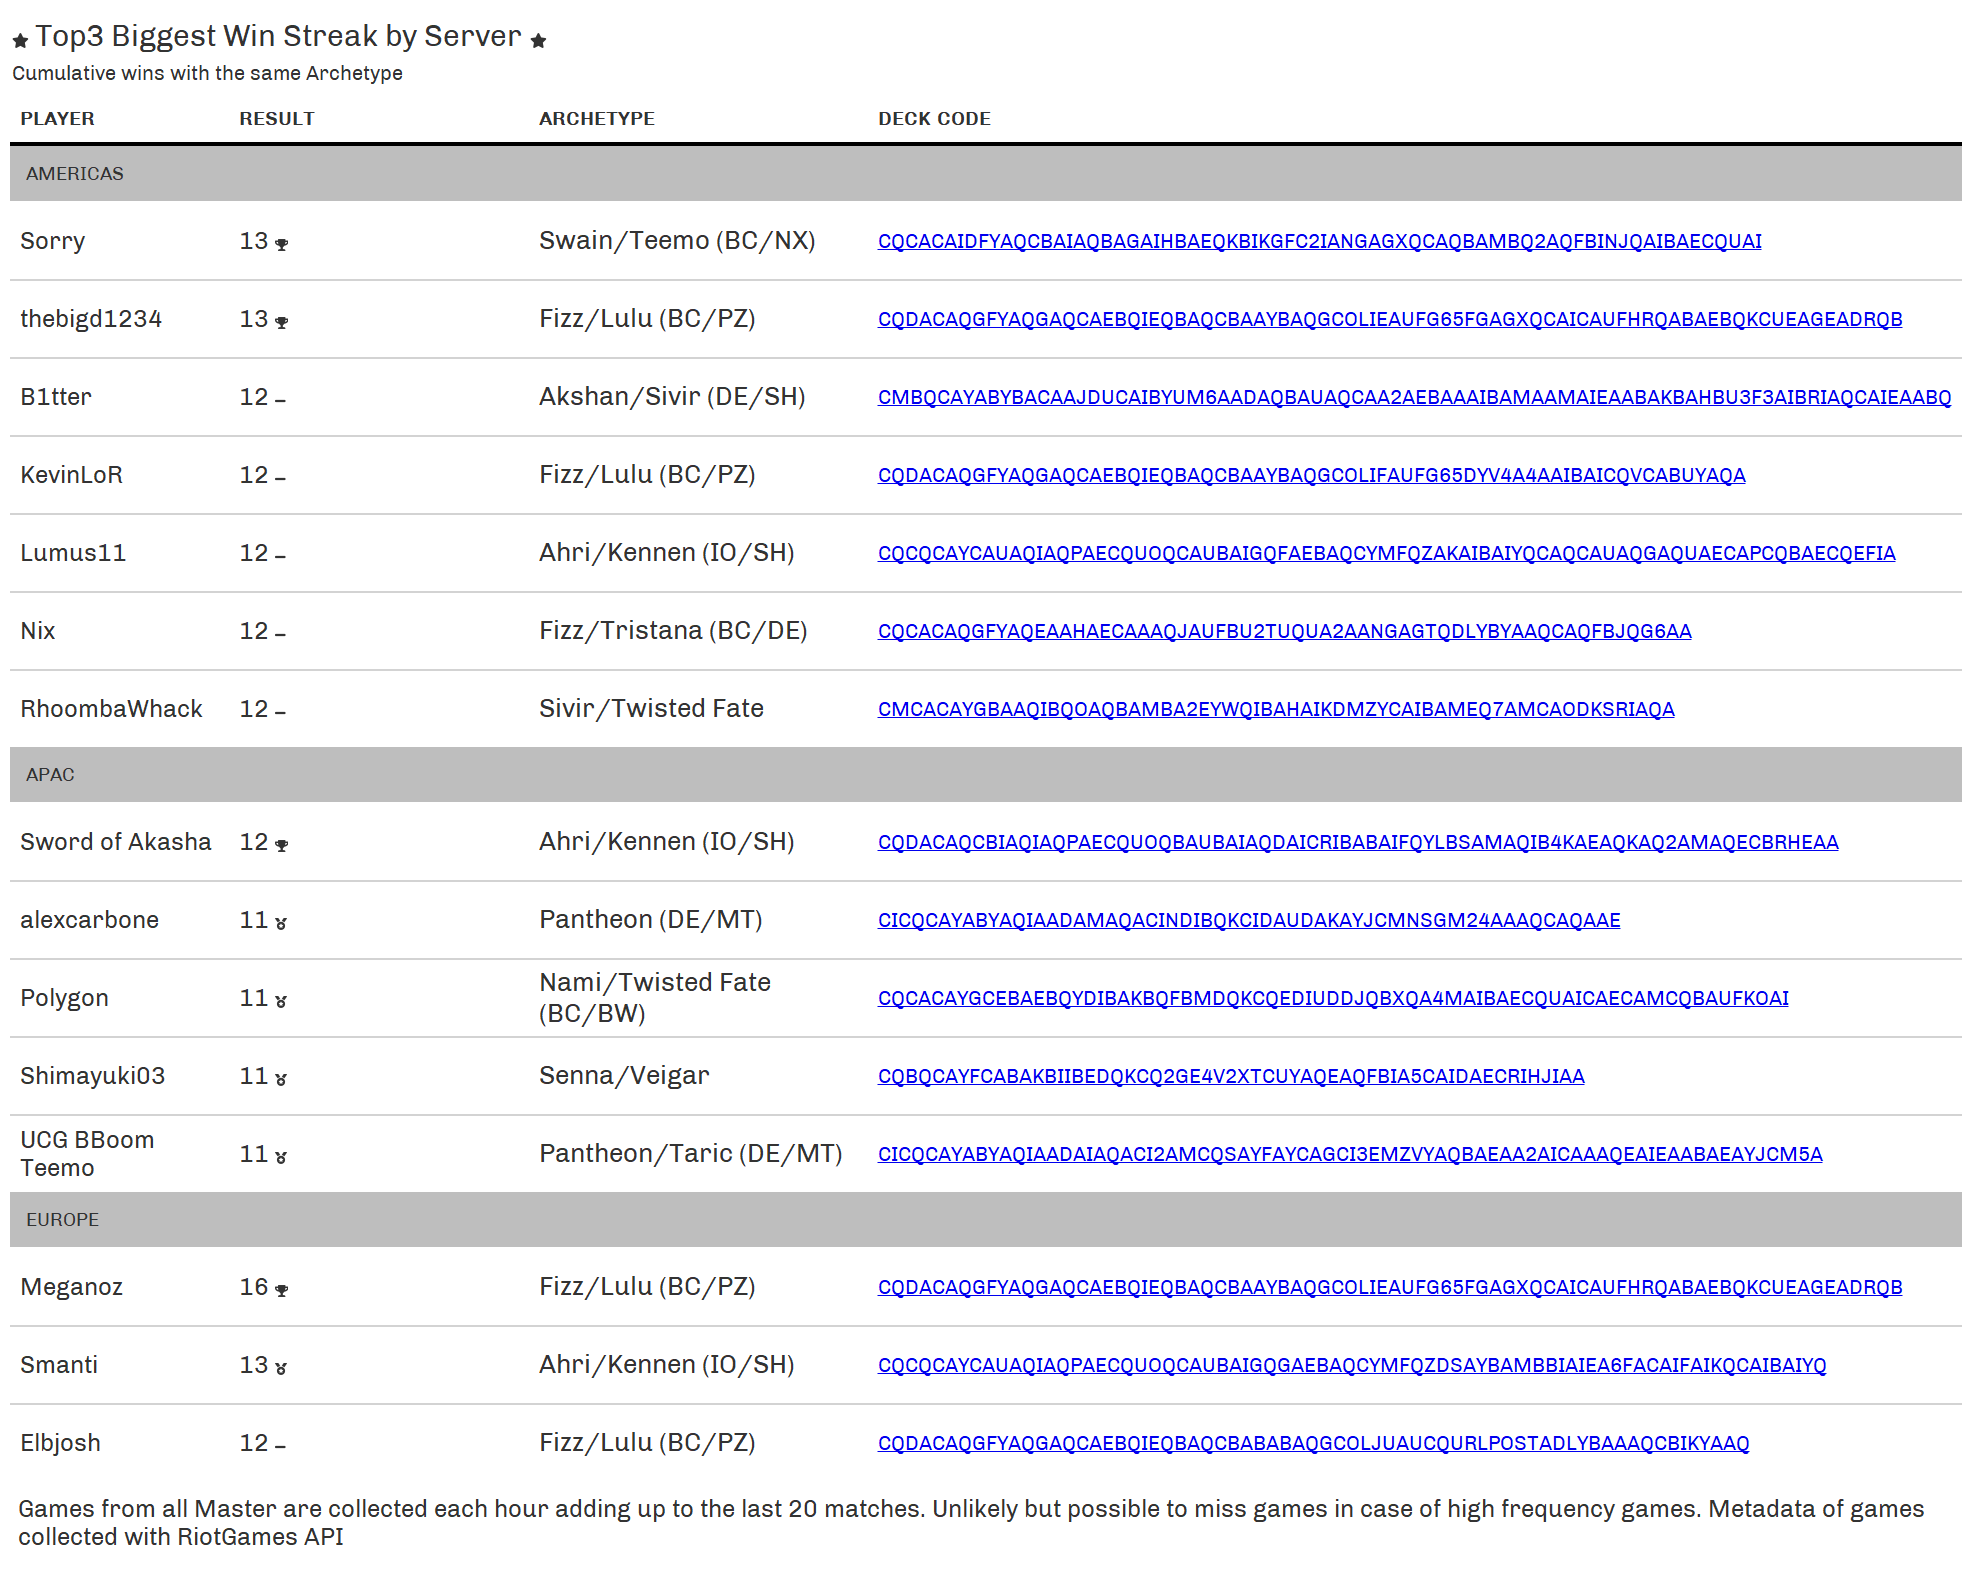 ★ Top3 Biggest Win Streak by Server ★
Cumulative wins with the same Archetype
PLAYER RESULT ARCHETYPE DECK CODE
AMERICAS
Sorry 13 Swain/Teemo (BC/NX) CQCACAIDFYAQCBAIAQBAGAIHBAEQKBIKGFC2IANGAGXQCAQBAMBQ2AQFBINJQAIBAECQUAI
thebigd1234 13 Fizz/Lulu (BC/PZ) CQDACAQGFYAQGAQCAEBQIEQBAQCBAAYBAQGCOLIEAUFG65FGAGXQCAICAUFHRQABAEBQKCUEAGEADRQB
B1tter 12 – Akshan/Sivir (DE/SH) CMBQCAYABYBACAAJDUCAIBYUM6AADAQBAUAQCAA2AEBAAAIBAMAAMAIEAABAKBAHBU3F3AIBRIAQCAIEAABQ
KevinLoR 12 – Fizz/Lulu (BC/PZ) CQDACAQGFYAQGAQCAEBQIEQBAQCBAAYBAQGCOLIFAUFG65DYV4A4AAIBAICQVCABUYAQA
Lumus11 12 – Ahri/Kennen (IO/SH) CQCQCAYCAUAQIAQPAECQUOQCAUBAIGQFAEBAQCYMFQZAKAIBAIYQCAQCAUAQGAQUAECAPCQBAECQEFIA
Nix 12 – Fizz/Tristana (BC/DE) CQCACAQGFYAQEAAHAECAAAQJAUFBU2TUQUA2AANGAGTQDLYBYAAQCAQFBJQG6AA
RhoombaWhack 12 – Sivir/Twisted Fate CMCACAYGBAAQIBQOAQBAMBA2EYWQIBAHAIKDMZYCAIBAMEQ7AMCAODKSRIAQA
APAC
Sword of Akasha 12 Ahri/Kennen (IO/SH) CQDACAQCBIAQIAQPAECQUOQBAUBAIAQDAICRIBABAIFQYLBSAMAQIB4KAEAQKAQ2AMAQECBRHEAA
alexcarbone 11 Pantheon (DE/MT) CICQCAYABYAQIAADAMAQACINDIBQKCIDAUDAKAYJCMNSGM24AAAQCAQAAE
Polygon 11 Nami/Twisted Fate
(BC/BW) CQCACAYGCEBAEBQYDIBAKBQFBMDQKCQEDIUDDJQBXQA4MAIBAECQUAICAECAMCQBAUFKOAI
Shimayuki03 11 Senna/Veigar CQBQCAYFCABAKBIIBEDQKCQ2GE4V2XTCUYAQEAQFBIA5CAIDAECRIHJIAA
UCG BBoom
Teemo 11 Pantheon/Taric (DE/MT) CICQCAYABYAQIAADAIAQACI2AMCQSAYFAYCAGCI3EMZVYAQBAEAA2AICAAAQEAIEAABAEAYJCM5A
EUROPE
Meganoz 16 Fizz/Lulu (BC/PZ) CQDACAQGFYAQGAQCAEBQIEQBAQCBAAYBAQGCOLIEAUFG65FGAGXQCAICAUFHRQABAEBQKCUEAGEADRQB
Smanti 13 Ahri/Kennen (IO/SH) CQCQCAYCAUAQIAQPAECQUOQCAUBAIGQGAEBAQCYMFQZDSAYBAMBBIAIEA6FACAIFAIKQCAIBAIYQ
Elbjosh 12 – Fizz/Lulu (BC/PZ) CQDACAQGFYAQGAQCAEBQIEQBAQCBABABAQGCOLJUAUCQURLPOSTADLYBAAAQCBIKYAAQ
Games from all Master are collected each hour adding up to the last 20 matches. Unlikely but possible to miss games in case of high frequency games. Metadata of games
collected with RiotGames API